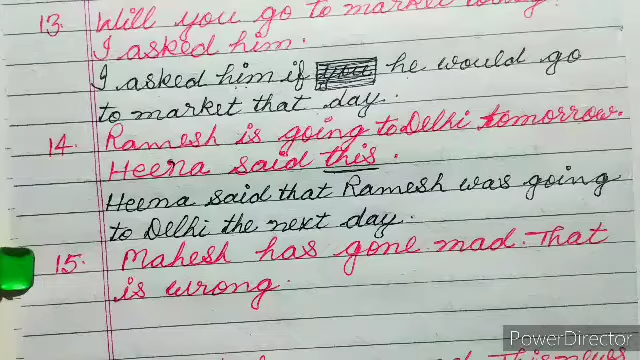 13. Will you go to market today?
I asked him.
I asked him if he would go
to market that day.
14. Ramesh is going to Delhi tomorrow.
Heena said this.
Heena said that Ramesh was going
to Delhi the next day.
15. Mahesh has gone mad. That
is wrong.
PowerDirector